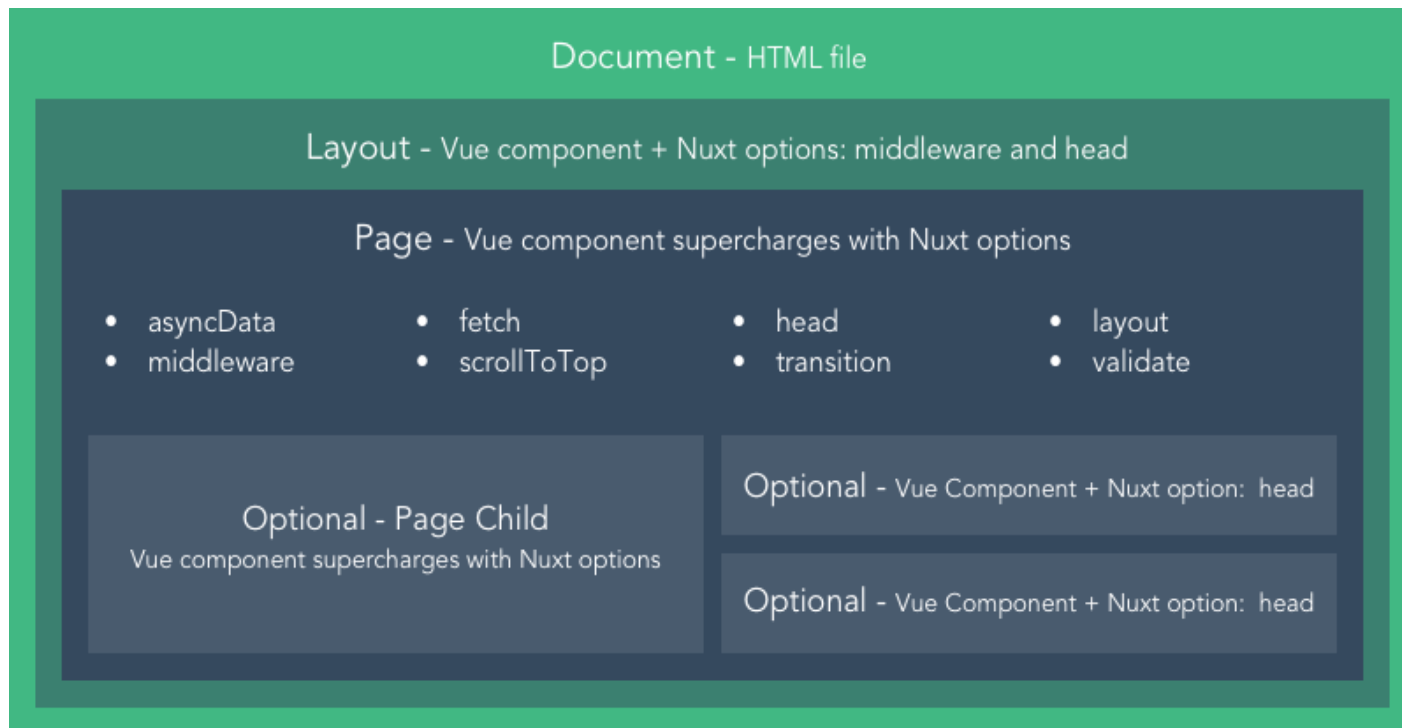 Document - HTML file
Layout - Vue component + Nuxt options: middleware and head
Page - Vue component supercharges with Nuxt options
• asyncData • fetch • head • layout
• middleware • scrollToTop • transition • validate
Optional - Page Child
Vue component supercharges with Nuxt options
Optional - Vue Component + Nuxt option: head
Optional - Vue Component + Nuxt option: head